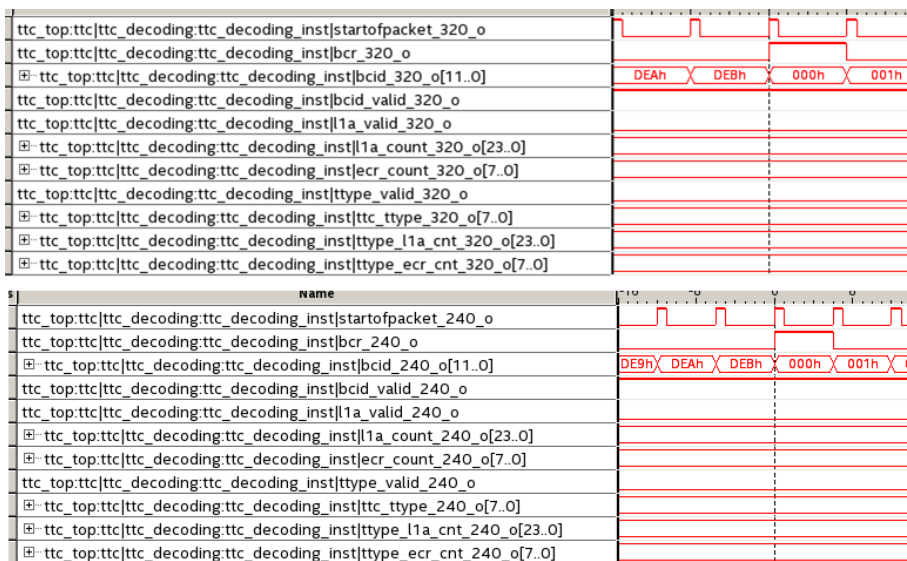 ttc_top:ttc|ttc_decoding:ttc_decoding_inst|startofpacket_320_o
ttc_top:ttc|ttc_decoding:ttc_decoding_inst|bcr_320_o
ttc_top:ttc|ttc_decoding:ttc_decoding_inst|bcid_320_o[11..0] DEAh DEBh 000h 001h
ttc_top:ttc|ttc_decoding:ttc_decoding_inst|bcid_valid_320_o
ttc_top:ttc|ttc_decoding:ttc_decoding_inst|l1a_valid_320_o
ttc_top:ttc|ttc_decoding:ttc_decoding_inst|l1a_count_320_o[23..0]
ttc_top:ttc|ttc_decoding:ttc_decoding_inst|ecr_count_320_o[7..0]
ttc_top:ttc|ttc_decoding:ttc_decoding_inst|ttype_valid_320_o
ttc_top:ttc|ttc_decoding:ttc_decoding_inst|ttc_ttype_320_o[7..0]
ttc_top:ttc|ttc_decoding:ttc_decoding_inst|ttype_l1a_cnt_320_o[23..0]
ttc_top:ttc|ttc_decoding:ttc_decoding_inst|ttype_ecr_cnt_320_o[7..0]
Name
ttc_top:ttc|ttc_decoding:ttc_decoding_inst|startofpacket_240_o
ttc_top:ttc|ttc_decoding:ttc_decoding_inst|bcr_240_o
ttc_top:ttc|ttc_decoding:ttc_decoding_inst|bcid_240_o[11..0] DE9h DEAh DEBh 000h 001h
ttc_top:ttc|ttc_decoding:ttc_decoding_inst|bcid_valid_240_o
ttc_top:ttc|ttc_decoding:ttc_decoding_inst|l1a_valid_240_o
ttc_top:ttc|ttc_decoding:ttc_decoding_inst|l1a_count_240_o[23..0]
ttc_top:ttc|ttc_decoding:ttc_decoding_inst|ecr_count_240_o[7..0]
ttc_top:ttc|ttc_decoding:ttc_decoding_inst|ttype_valid_240_o
ttc_top:ttc|ttc_decoding:ttc_decoding_inst|ttc_ttype_240_o[7..0]
ttc_top:ttc|ttc_decoding:ttc_decoding_inst|ttype_l1a_cnt_240_o[23..0]
ttc_top:ttc|ttc_decoding:ttc_decoding_inst|ttype_ecr_cnt_240_o[7..0]